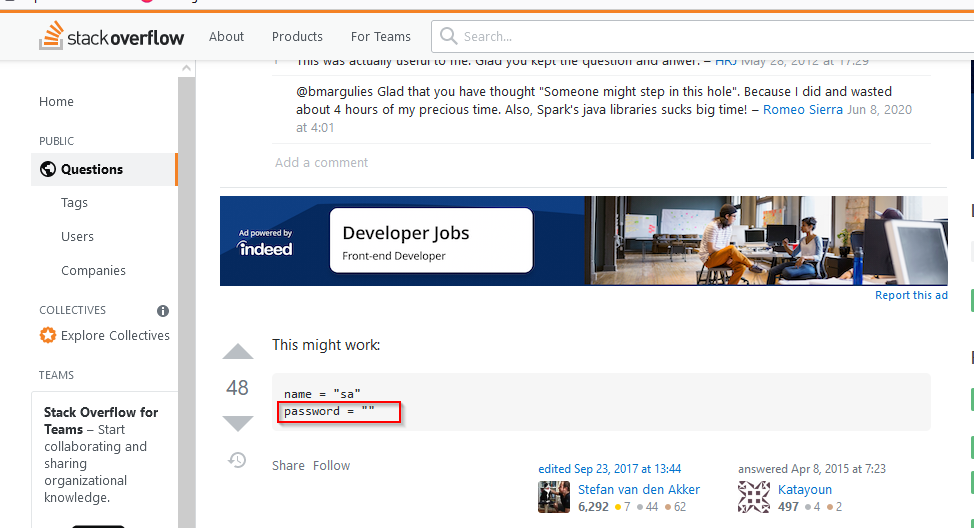 stackoverflow
About
Products
For Teams
Search...
This was actually useful to me. Glad you kept the question and anwer. – HRJ May 28, 2012 at 17:29
@bmargulies Glad that you have thought "Someone might step in this hole". Because I did and wasted
about 4 hours of my precious time. Also, Spark's java libraries sucks big time! – Romeo Sierra Jun 8, 2020
at 4:01
Add a comment
Home
PUBLIC
Questions
Tags
Users
Companies
COLLECTIVES
Explore Collectives
TEAMS
Stack Overflow for
Teams – Start
collaborating and
sharing
organizational
knowledge.
Ad powered by
indeed
Developer Jobs
Front-end Developer
Report this ad
48
This might work:
name = "sa"
password = ""
Share Follow
edited Sep 23, 2017 at 13:44
Stefan van den Akker
6,292 7 44 62
answered Apr 8, 2015 at 7:23
Katayoun
497 4 2